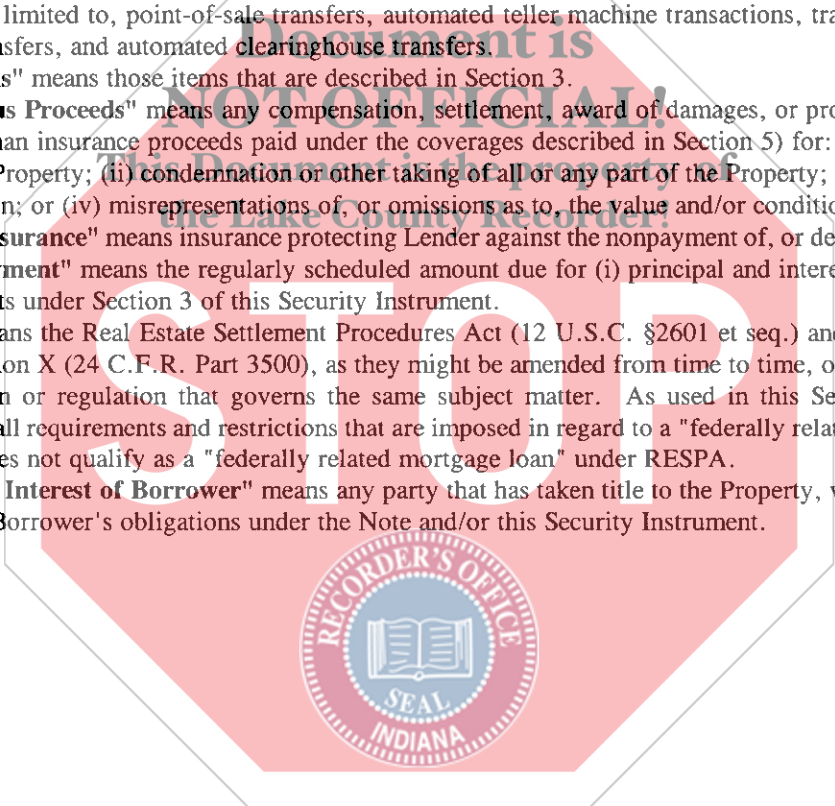 limited to, point-of-sale transfers, automated teller machine transactions, tra
nsfers, and automated clearinghouse transfers.
Document is
s" means those items that are described in Section 3.
NOT OFFICIAL!
us Proceeds" means any compensation, settlement, award of damages, or pro
an insurance proceeds paid under the coverages described in Section 5) for:
This Document is the property of
Property; (ii) condemnation or other taking of all or any part of the Property;
the Lake County Recorder!
n; or (iv) misrepresentations of, or omissions as to, the value and/or conditio
surance" means insurance protecting Lender against the nonpayment of, or de
ment" means the regularly scheduled amount due for (i) principal and intere
ts under Section 3 of this Security Instrument.
STOP
ans the Real Estate Settlement Procedures Act (12 U.S.C. §2601 et seq.) and
on X (24 C.F.R. Part 3500), as they might be amended from time to time, o
n or regulation that governs the same subject matter. As used in this Se
all requirements and restrictions that are imposed in regard to a "federally relat
es not qualify as a "federally related mortgage loan" under RESPA.
Interest of Borrower" means any party that has taken title to the Property, w
Borrower's obligations under the Note and/or this Security Instrument.
RECORDER'S OFFICE
SEAL
INDIANA